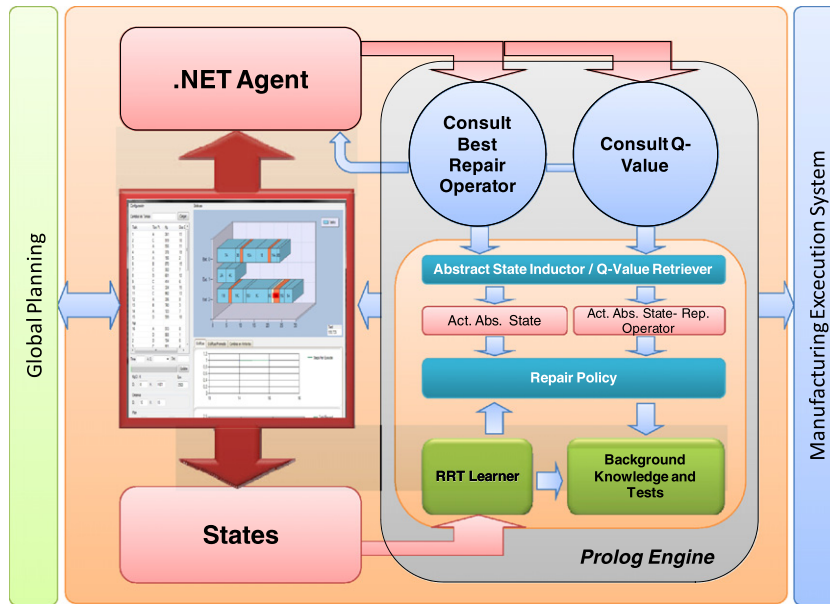 Global Planning
.NET Agent
Consult
Best
Repair
Operator
Consult Q-
Value
Abstract State Inductor / Q-Value Retriever
Act. Abs. State
Act. Abs. State- Rep.
Operator
Repair Policy
RRT Learner
Background
Knowledge and
Tests
States
Prolog Engine
Manufacturing Excecution System